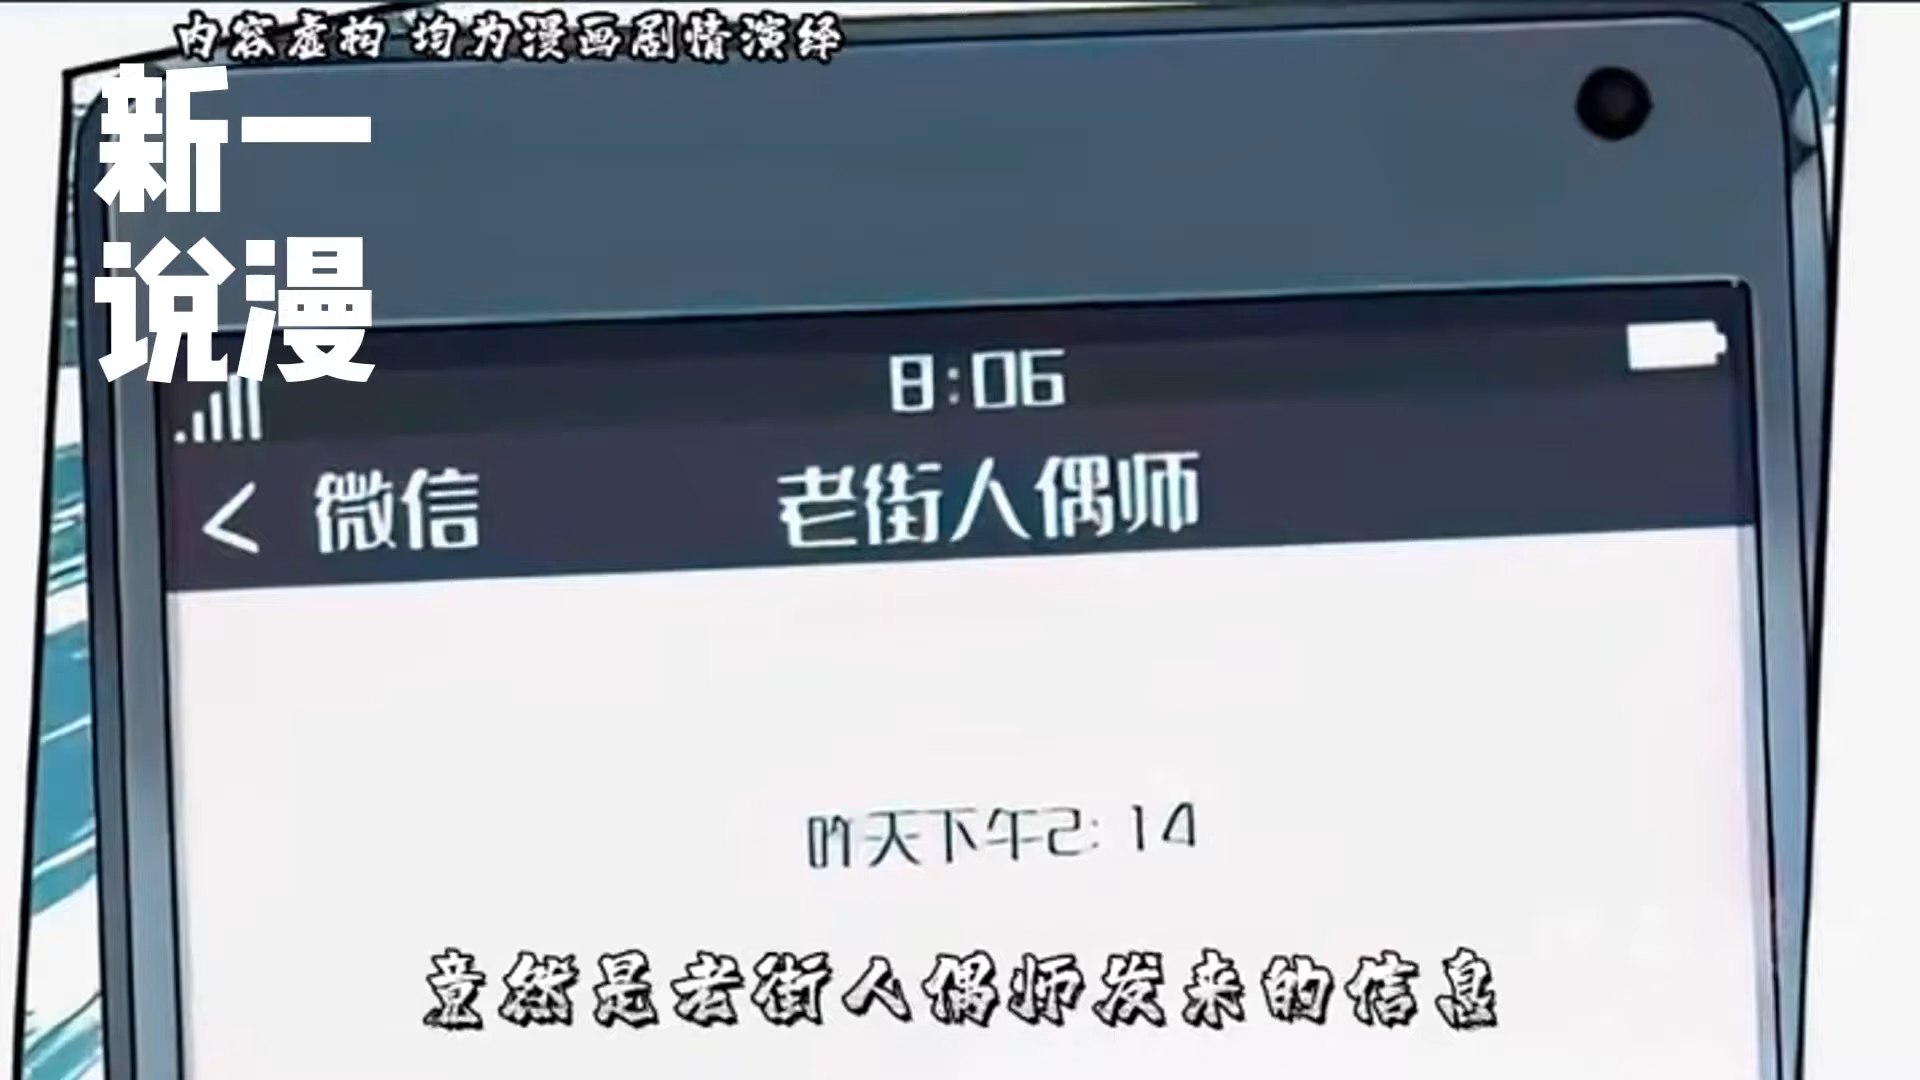 内容虚构 均为漫画剧情演绎
新一
说漫
8:06
< 微信 老街人偶师
昨天下午2:14
竟然是老街人偶师发来的信息